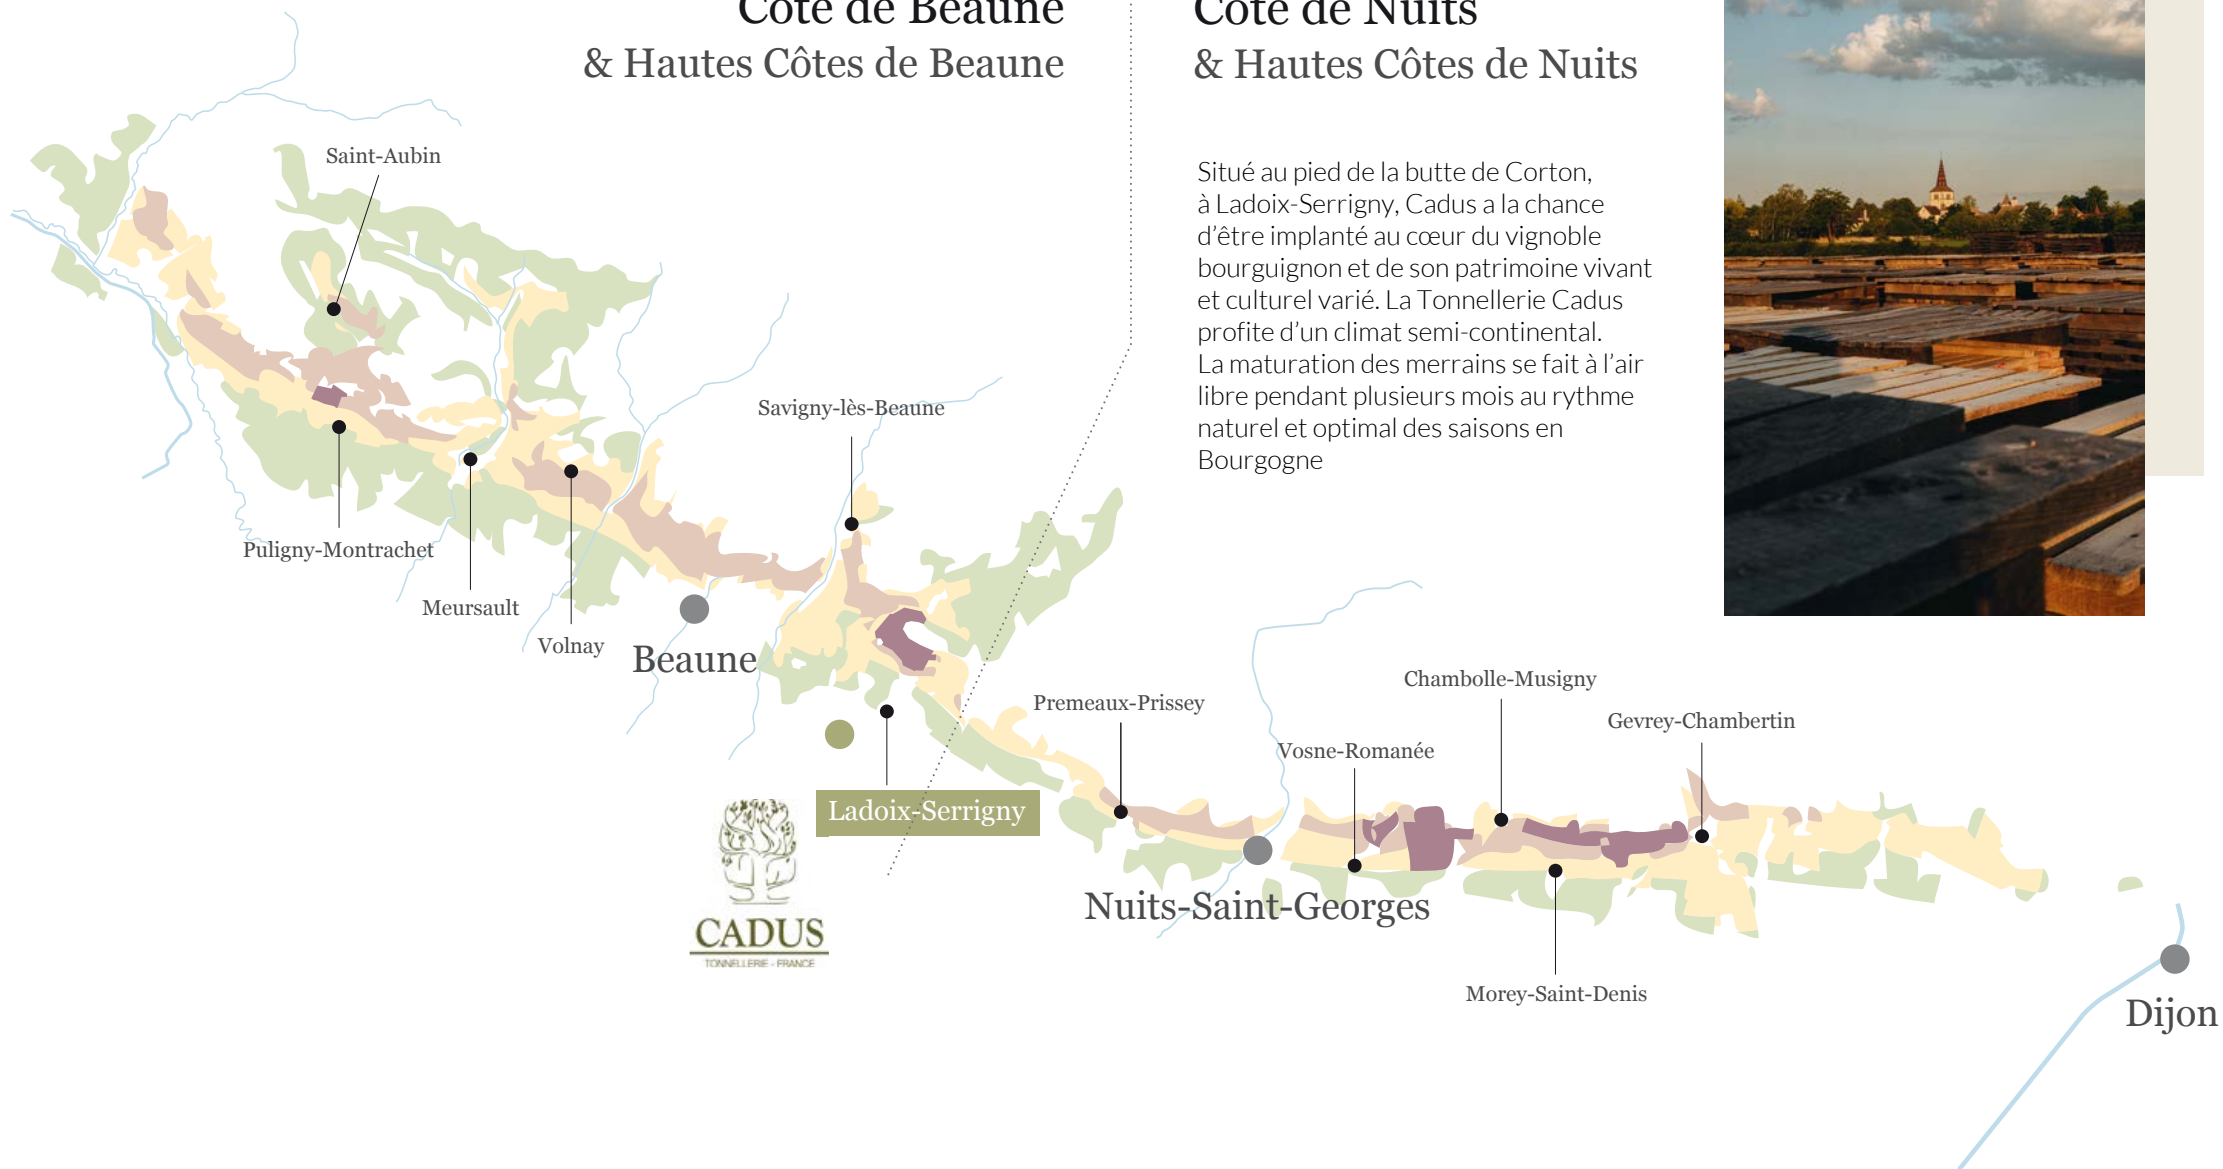 Côte de Beaune
& Hautes Côtes de Beaune
Côte de Nuits
& Hautes Côtes de Nuits
Situé au pied de la butte de Corton,
à Ladoix-Serrigny, Cadus a la chance
d’être implanté au cœur du vignoble
bourguignon et de son patrimoine vivant
et culturel varié. La Tonnellerie Cadus
profite d’un climat semi-continental.
La maturation des merrains se fait à l’air
libre pendant plusieurs mois au rythme
naturel et optimal des saisons en
Bourgogne
Saint-Aubin
Savigny-lès-Beaune
Puligny-Montrachet
Meursault
Volnay
Beaune
Premeaux-Prissey
Chambolle-Musigny
Gevrey-Chambertin
Vosne-Romanée
Ladoix-Serrigny
CADUS
TONNELLERIE - FRANCE
Nuits-Saint-Georges
Morey-Saint-Denis
Dijon